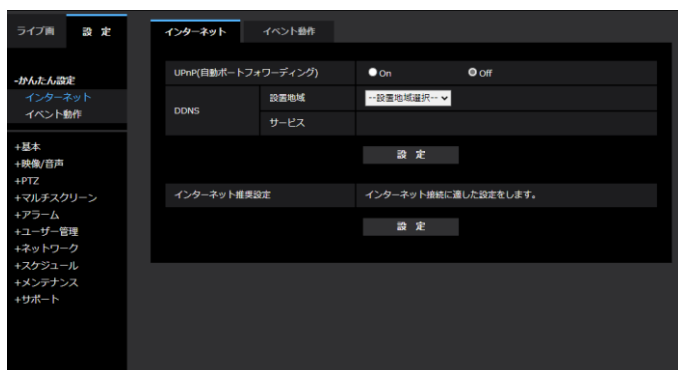 ライブ画 設 定
インターネット イベント動作
-かんたん設定
インターネット
イベント動作
+基本
+映像/音声
+PTZ
+マルチスクリーン
+アラーム
+ユーザー管理
+ネットワーク
+スケジュール
+メンテナンス
+サポート
UPnP(自動ポートフォワーディング) On Off
DDNS 設置地域 --設置地域選択--
サービス
設 定
インターネット推奨設定 インターネット接続に適した設定をします。
設 定